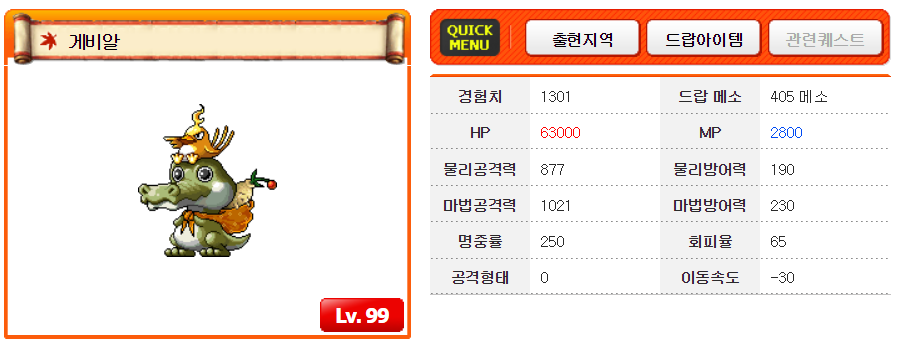 게비알
Lv. 99
QUICK MENU
출현지역
드랍아이템
관련퀘스트
경험치 1301 드랍 메소 405 메소
HP 63000 MP 2800
물리공격력 877 물리방어력 190
마법공격력 1021 마법방어력 230
명중률 250 회피율 65
공격형태 0 이동속도 -30